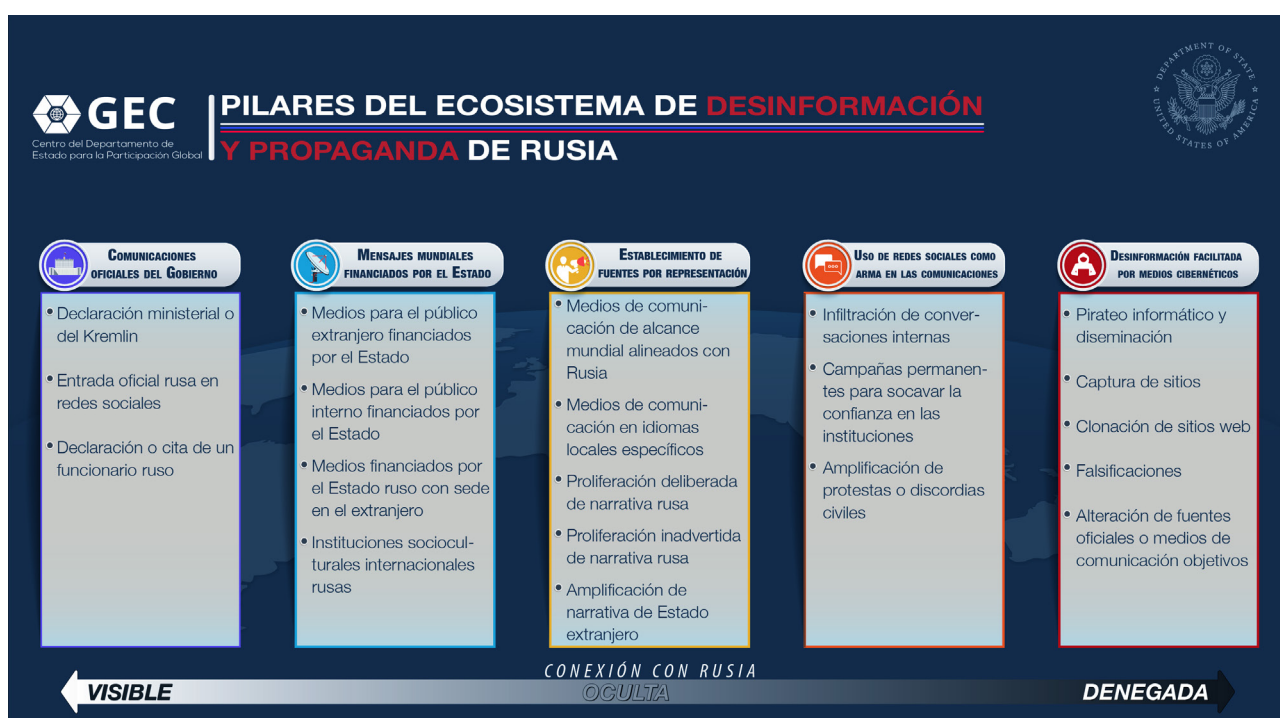 GEC
Centro del Departamento de
Estado para la Participación Global
PILARES DEL ECOSISTEMA DE DESINFORMACIÓN
Y PROPAGANDA DE RUSIA
DEPARTMENT OF STATE
UNITED STATES OF AMERICA
COMUNICACIONES
OFICIALES DEL GOBIERNO
• Declaración ministerial o
del Kremlin
• Entrada oficial rusa en
redes sociales
• Declaración o cita de un
funcionario ruso
MENSAJES MUNDIALES
FINANCIADOS POR EL ESTADO
• Medios para el público
extranjero financiados
por el Estado
• Medios para el público
interno financiados por
el Estado
• Medios financiados por
el Estado ruso con sede
en el extranjero
• Instituciones sociocul-
turales internacionales
rusas
ESTABLECIMIENTO DE
FUENTES POR REPRESENTACIÓN
• Medios de comuni-
cación de alcance
mundial alineados con
Rusia
• Medios de comuni-
cación en idiomas
locales específicos
• Proliferación deliberada
de narrativa rusa
• Proliferación inadvertida
de narrativa rusa
• Amplificación de
narrativa de Estado
extranjero
USO DE REDES SOCIALES COMO
ARMA EN LAS COMUNICACIONES
• Infiltración de conver-
saciones internas
• Campañas permanen-
tes para socavar la
confianza en las
instituciones
• Amplificación de
protestas o discordias
civiles
DESINFORMACIÓN FACILITADA
POR MEDIOS CIBERNÉTICOS
• Pirateo informático y
diseminación
• Captura de sitios
• Clonación de sitios web
• Falsificaciones
• Alteración de fuentes
oficiales o medios de
comunicación objetivos
CONEXIÓN CON RUSIA
VISIBLE
OCULTA
DENEGADA